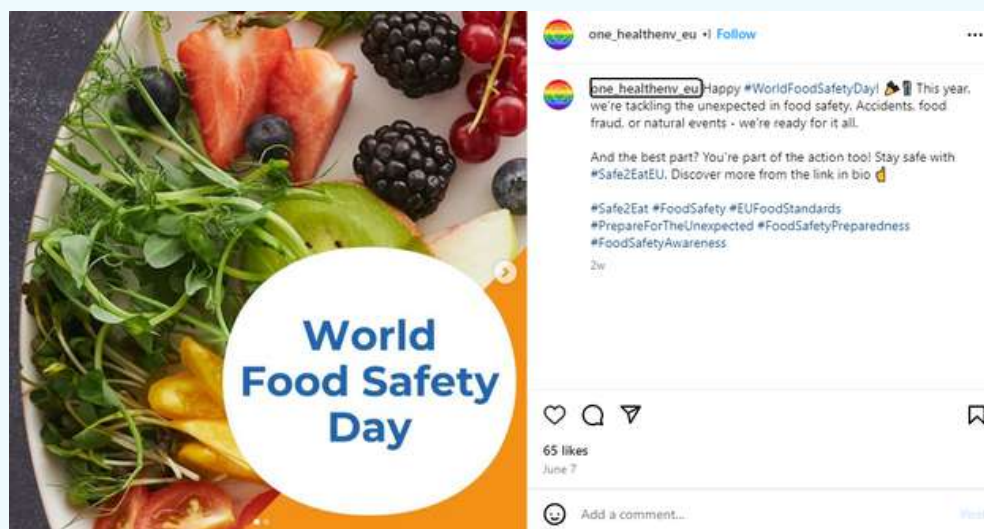 World
Food Safety
Day
one_healthenv_eu • Follow
one_healthenv_eu Happy #WorldFoodSafetyDay! This year,
we're tackling the unexpected in food safety. Accidents, food
fraud, or natural events - we're ready for it all.
And the best part? You're part of the action too! Stay safe with
#Safe2EatEU. Discover more from the link in bio
#Safe2Eat #FoodSafety #EUFoodStandards
#PrepareForTheUnexpected #FoodSafetyPreparedness
#FoodSafetyAwareness
2w
65 likes
June 7
Add a comment...